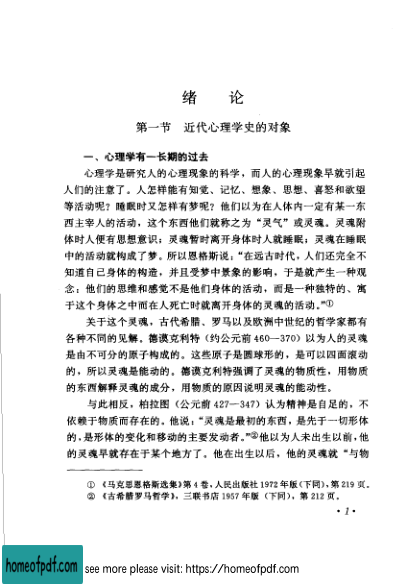 绪 论
第一节 近代心理学史的对象
一、心理学有一长期的过去
心理学是研究人的心理现象的科学，而人的心理现象早就引起
人们的注意了。人怎样能有知觉、记忆、想象、思想、喜怒和欲望
等活动呢？睡眠时又怎样有梦呢？他们以为在人体内一定有某一东
西主宰人的活动，这个东西他们就称之为“灵气”或灵魂。灵魂附
体时人便有思想意识；灵魂暂时离开身体时人就睡眠；灵魂在睡眠
中的活动就构成了梦。所以恩格斯说：“在远古时代，人们还完全不
知道自己身体的构造，并且受梦中景象的影响，于是就产生一种观
念：他们的思维和感觉不是他们身体的活动，而是一种独特的、寓
于这个身体之中而在人死亡时就离开身体的灵魂的活动。”①
关于这个灵魂，古代希腊、罗马以及欧洲中世纪的哲学家都有
各种不同的见解。德谟克利特（约公元前460—370）以为人的灵魂
是由不可分的原子构成的。这些原子是圆球形的，是可以四面滚动
的，所以灵魂是能动的。德谟克利特强调了灵魂的物质性，用物质
的东西解释灵魂的成分，用物质的原因说明灵魂的能动性。
与此相反，柏拉图（公元前427—347）认为精神是自足的，不
依赖于物质而存在的。他说：“灵魂是最初的东西，是先于一切形体
的，是形体的变化和移动的主要发动者。”②他以为人未出生以前，他
的灵魂早就存在于某个地方了。他在出生以后，他的灵魂就“与物
① 《马克思恩格斯选集》第4卷，人民出版社1972年版（下同），第219页。
② 《古希腊罗马哲学》，三联书店1957年版（下同），第212页。
· 1 ·
homeofpdf.com
see more please visit: https://homeofpdf.com